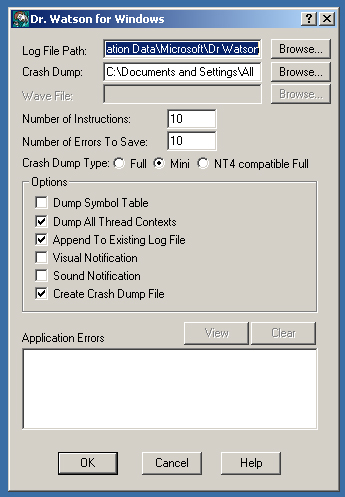 Dr. Watson for Windows
Log File Path: ation Data\Microsoft\Dr Watson Browse...
Crash Dump: C:\Documents and Settings\All Browse...
Wave File: Browse...
Number of Instructions: 10
Number of Errors To Save: 10
Crash Dump Type: Full Mini NT4 compatible Full
Options
Dump Symbol Table
Dump All Thread Contexts
Append To Existing Log File
Visual Notification
Sound Notification
Create Crash Dump File
Application Errors View Clear
OK Cancel Help